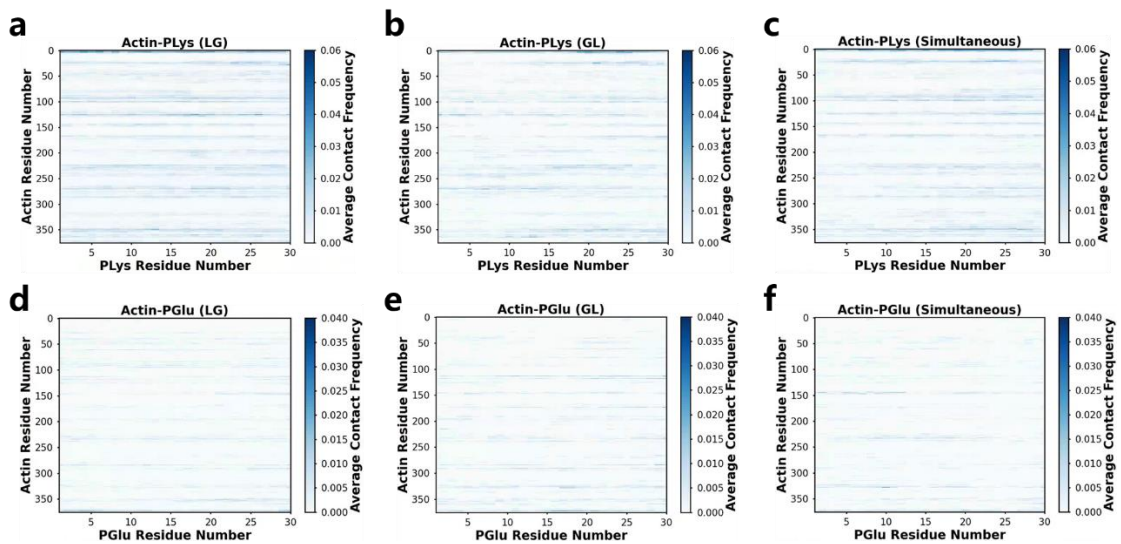 a
Actin-PLys (LG)
0
50
100
150
200
250
300
350
5 10 15 20 25 30
PLys Residue Number
Actin Residue Number
0.06
0.05
0.04
0.03
0.02
0.01
0.00
Average Contact Frequency
b
Actin-PLys (GL)
0
50
100
150
200
250
300
350
5 10 15 20 25 30
PLys Residue Number
Actin Residue Number
0.06
0.05
0.04
0.03
0.02
0.01
0.00
Average Contact Frequency
c
Actin-PLys (Simultaneous)
0
50
100
150
200
250
300
350
5 10 15 20 25 30
PLys Residue Number
Actin Residue Number
0.06
0.05
0.04
0.03
0.02
0.01
0.00
Average Contact Frequency
d
Actin-PGlu (LG)
0
50
100
150
200
250
300
350
5 10 15 20 25 30
PGlu Residue Number
Actin Residue Number
0.040
0.035
0.030
0.025
0.020
0.015
0.010
0.005
0.000
Average Contact Frequency
e
Actin-PGlu (GL)
0
50
100
150
200
250
300
350
5 10 15 20 25 30
PGlu Residue Number
Actin Residue Number
0.040
0.035
0.030
0.025
0.020
0.015
0.010
0.005
0.000
Average Contact Frequency
f
Actin-PGlu (Simultaneous)
0
50
100
150
200
250
300
350
5 10 15 20 25 30
PGlu Residue Number
Actin Residue Number
0.040
0.035
0.030
0.025
0.020
0.015
0.010
0.005
0.000
Average Contact Frequency